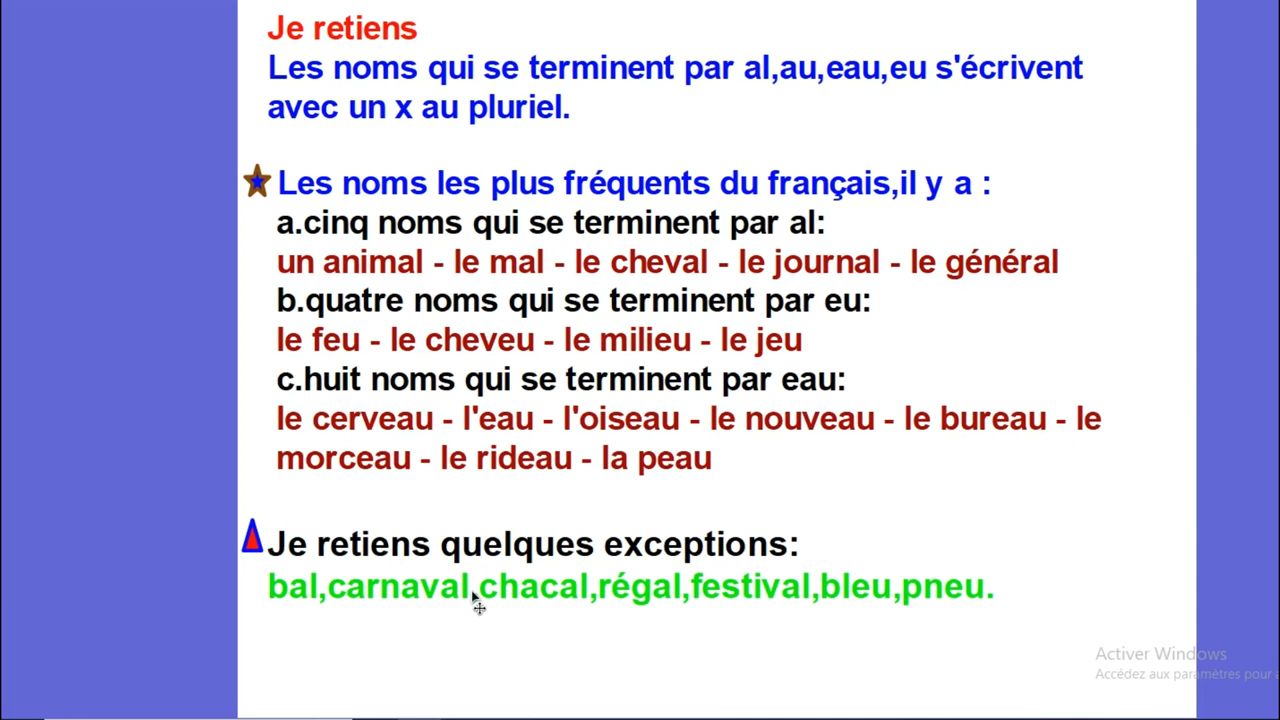 Je retiens
Les noms qui se terminent par al,au,eau,eu s'écrivent
avec un x au pluriel.
Les noms les plus fréquents du français,il y a :
a.cinq noms qui se terminent par al:
un animal - le mal - le cheval - le journal - le général
b.quatre noms qui se terminent par eu:
le feu - le cheveu - le milieu - le jeu
c.huit noms qui se terminent par eau:
le cerveau - l'eau - l'oiseau - le nouveau - le bureau - le
morceau - le rideau - la peau
Je retiens quelques exceptions:
bal,carnaval,chacal,régal,festival,bleu,pneu.
Activer Windows
Accédez aux paramètres pour